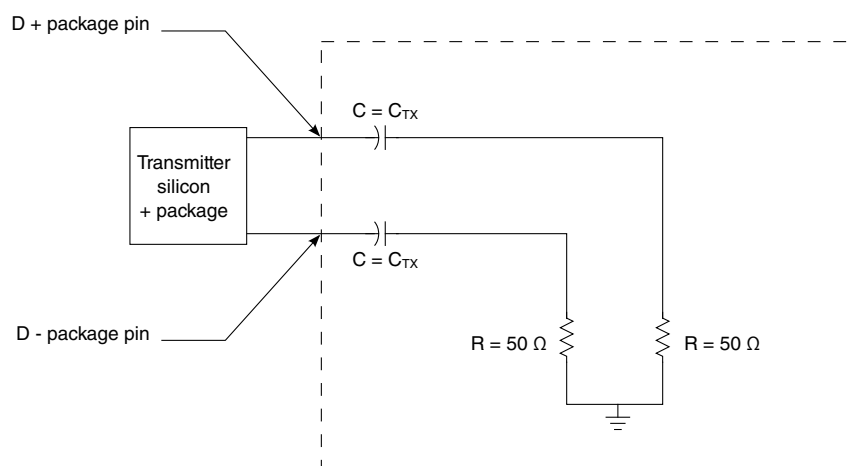 D + package pin
C = CTX
Transmitter
silicon
+ package
C = CTX
D - package pin
R = 50 Ω
R = 50 Ω